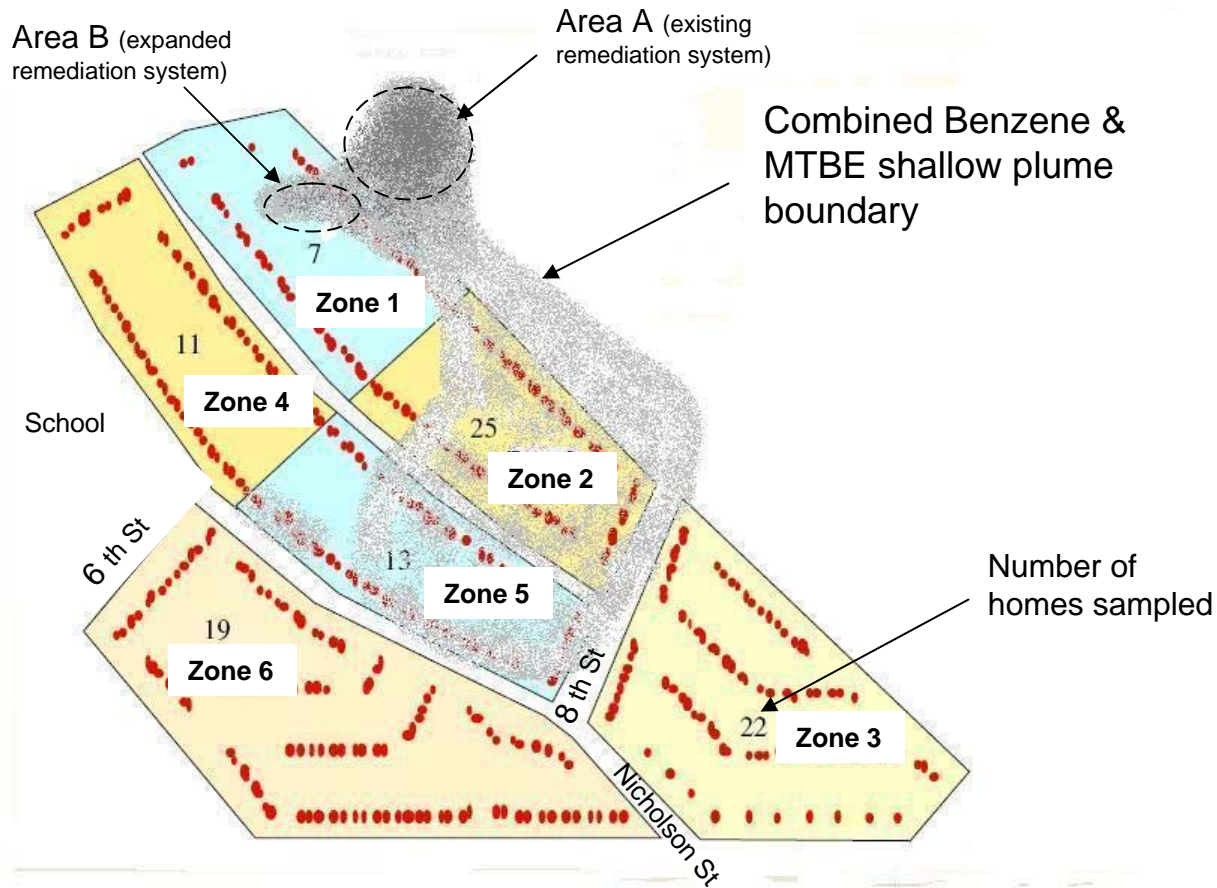 Area B (expanded
remediation system)
Area A (existing
remediation system)
Combined Benzene &
MTBE shallow plume
boundary
7
Zone 1
11
Zone 4
School
25
Zone 2
6 th St
13
Zone 5
Number of
homes sampled
19
Zone 6
8 th St
22
Zone 3
Nicholson St